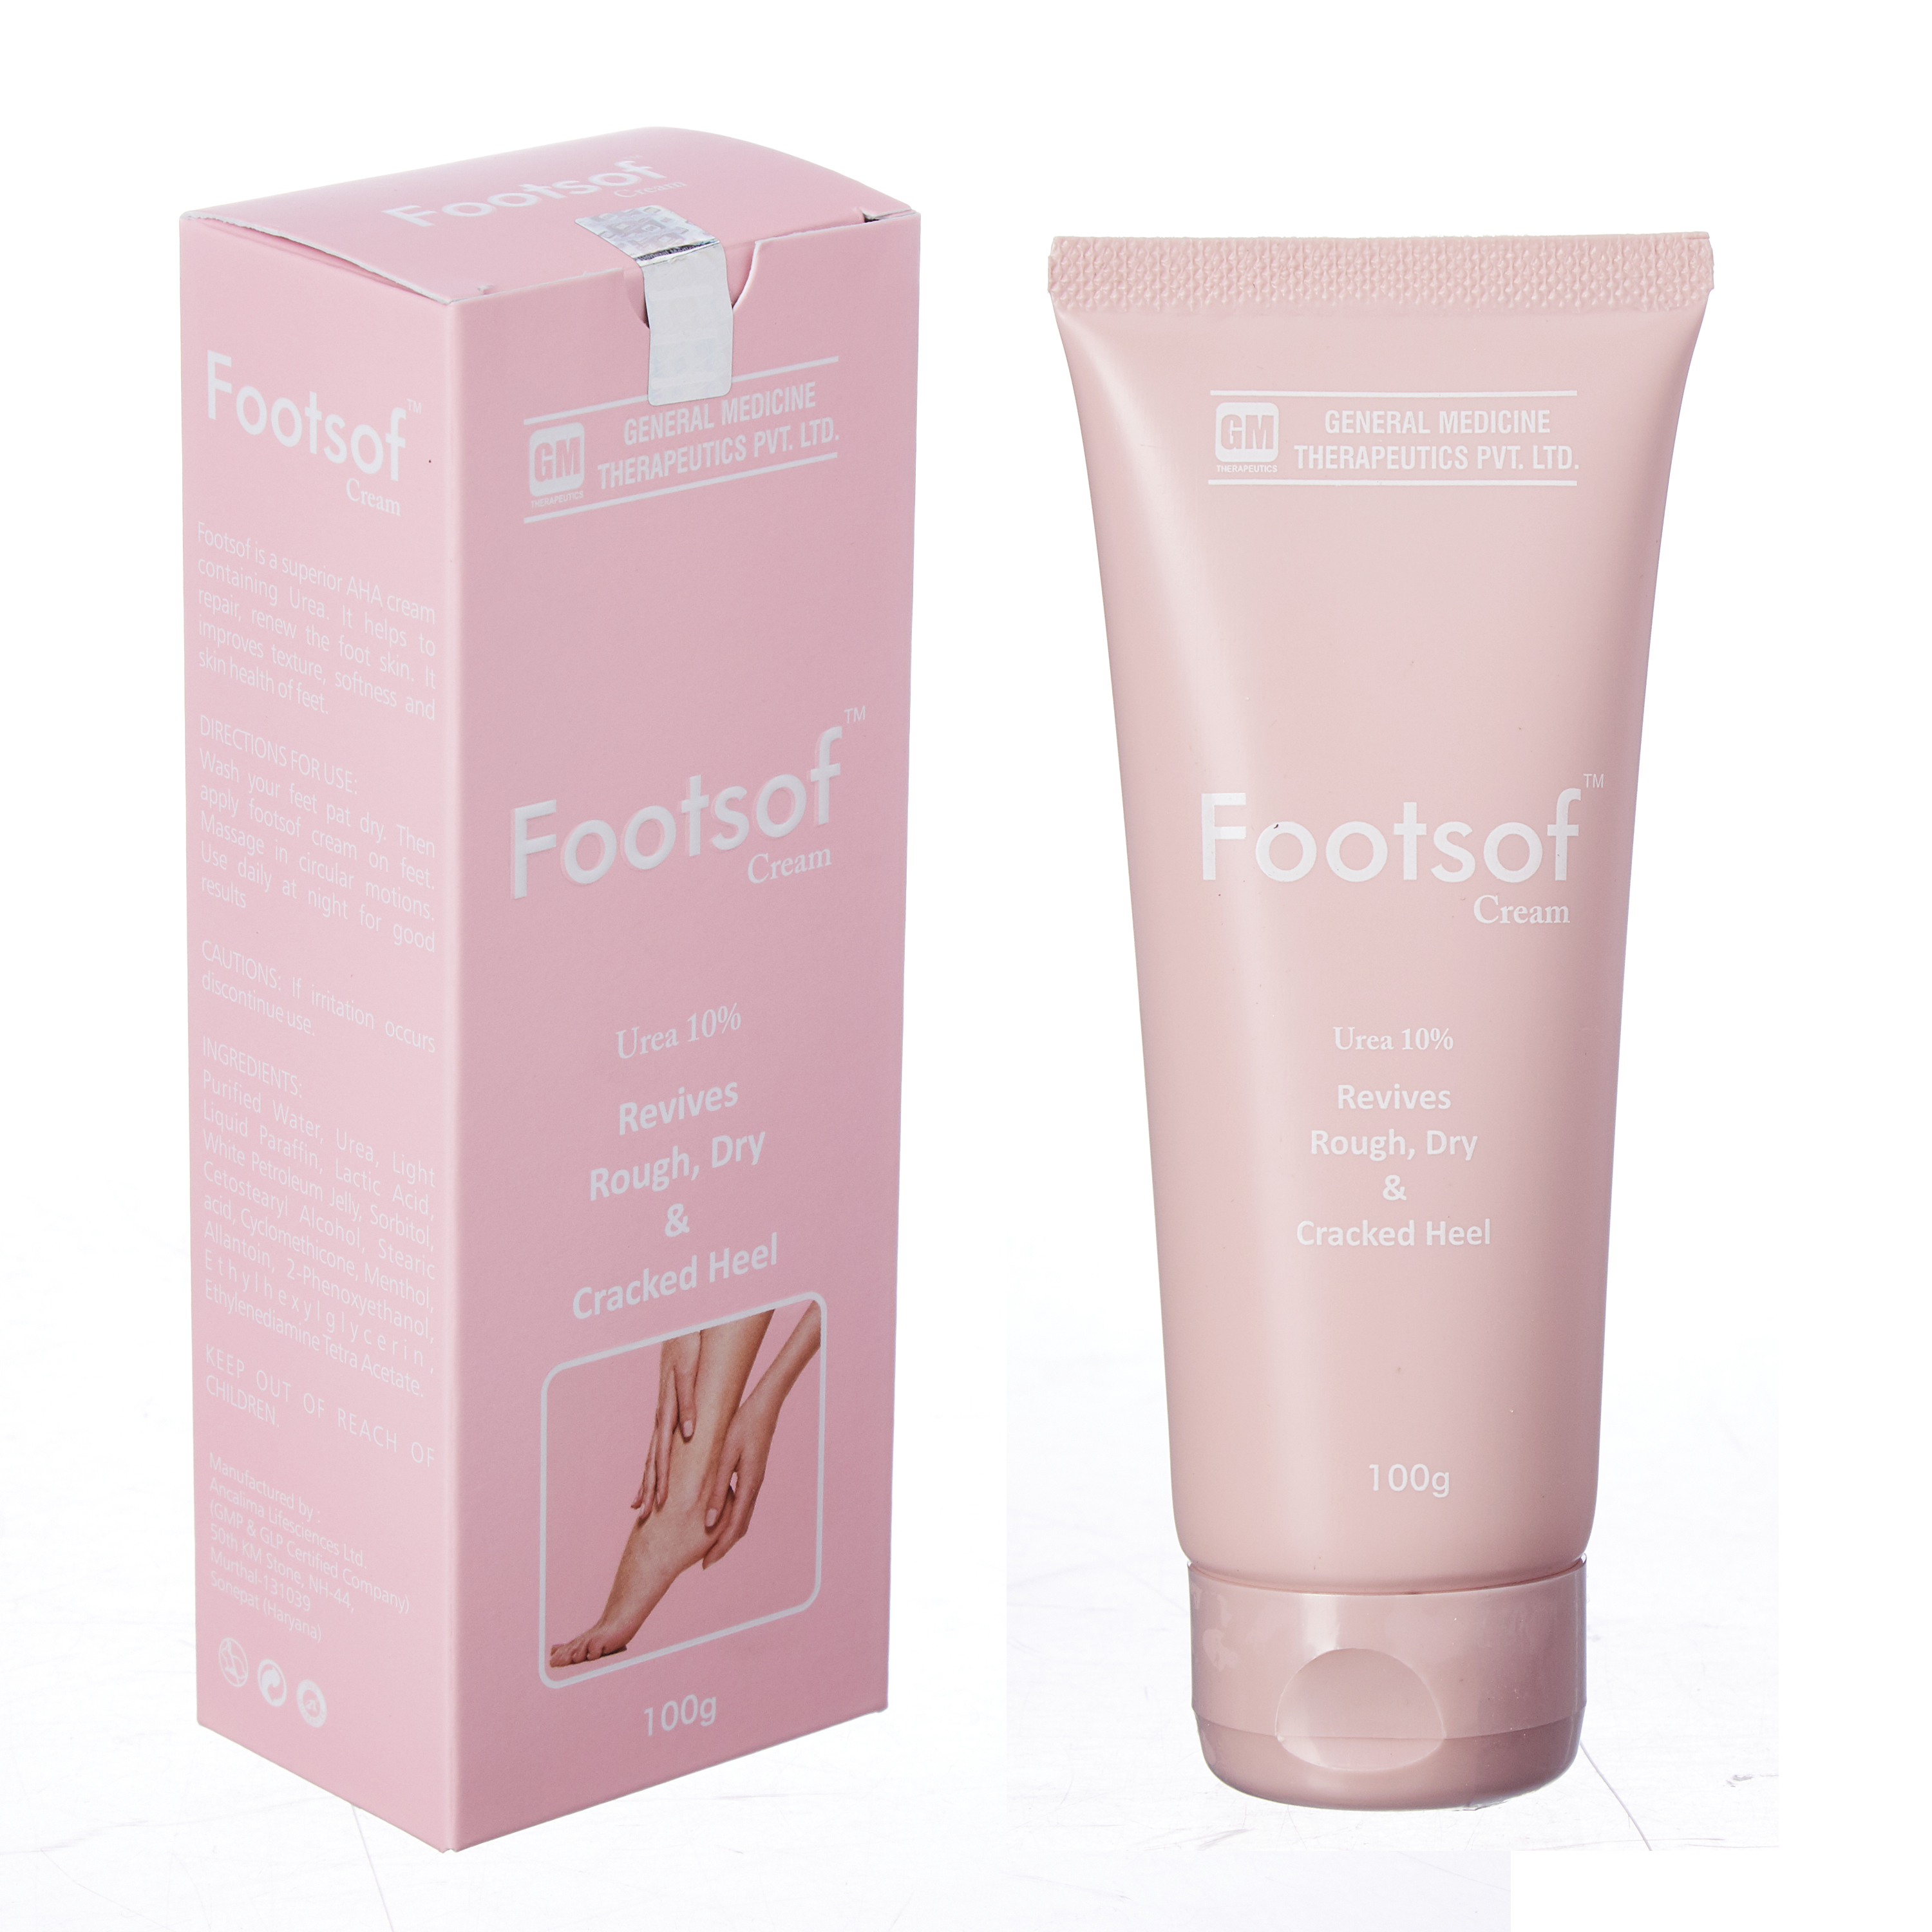 Footsof
Cream
Footsof™
Cream
Footsof is a superior AHA cream
containing Urea. It helps to
repair, renew the foot skin. It
improves texture, softness and
skin health of feet.
DIRECTIONS FOR USE:
Wash your feet pat dry. Then
apply footsof cream on feet.
Massage in circular motions.
Use daily at night for good
results
CAUTIONS: If irritation occurs
discontinue use.
INGREDIENTS:
Purified Water, Urea, Light
Liquid Paraffin, Lactic Acid,
White Petroleum Jelly, Sorbitol,
Cetostearyl Alcohol, Stearic
acid, Cyclomethicone, Menthol,
Allantoin, 2-Phenoxyethanol,
Ethylhexylglycerin,
Ethylenediamine Tetra Acetate.
KEEP OUT OF REACH OF
CHILDREN.
Manufactured by :
Ancalima Lifesciences Ltd
(GMP & GLP Certified Company)
50th KM Stone, NH-44,
Murthal-131039
Sonepat (Haryana)
GM
THERAPEUTICS
GENERAL MEDICINE
THERAPEUTICS PVT. LTD.
Footsof™
Cream
Urea 10%
Revives
Rough, Dry
&
Cracked Heel
100g
GM
THERAPEUTICS
GENERAL MEDICINE
THERAPEUTICS PVT. LTD.
Footsof™
Cream
Urea 10%
Revives
Rough, Dry
&
Cracked Heel
100g